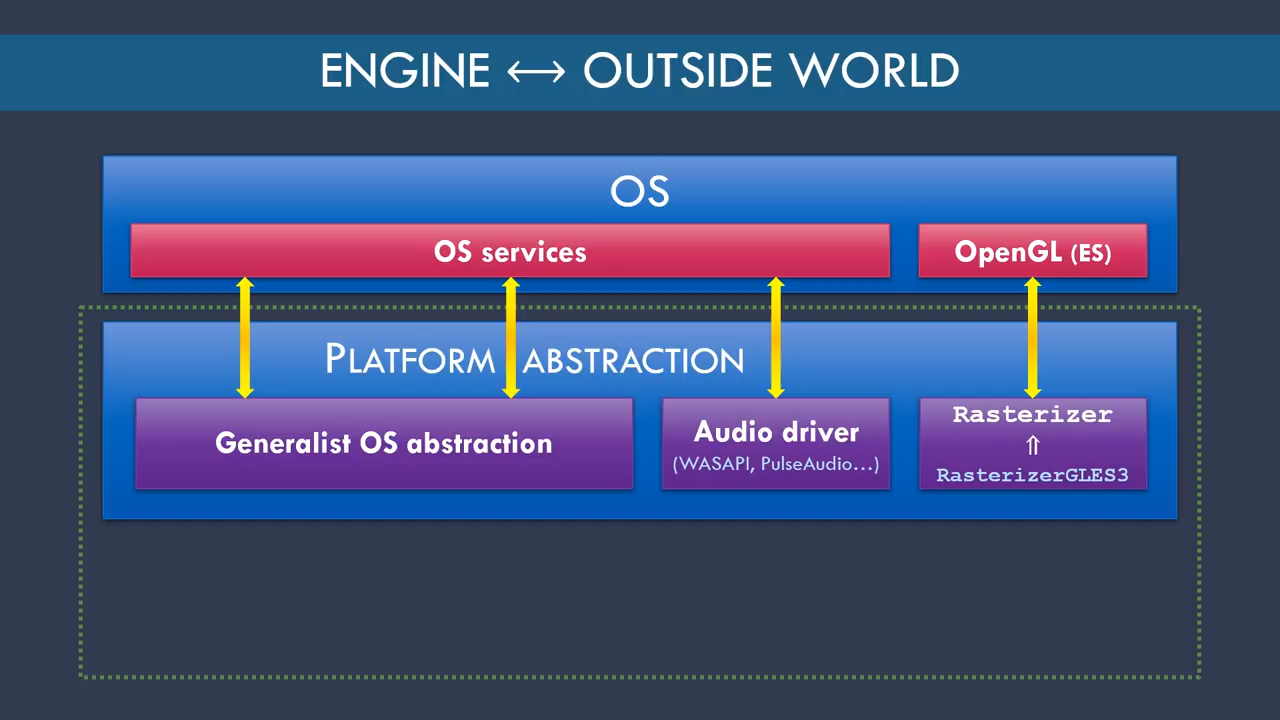 ENGINE ⟷ OUTSIDE WORLD
OS
OS services
OpenGL (ES)
PLATFORM ABSTRACTION
Generalist OS abstraction
Audio driver
(WASAPI, PulseAudio…)
Rasterizer
⇑
RasterizerGLES3